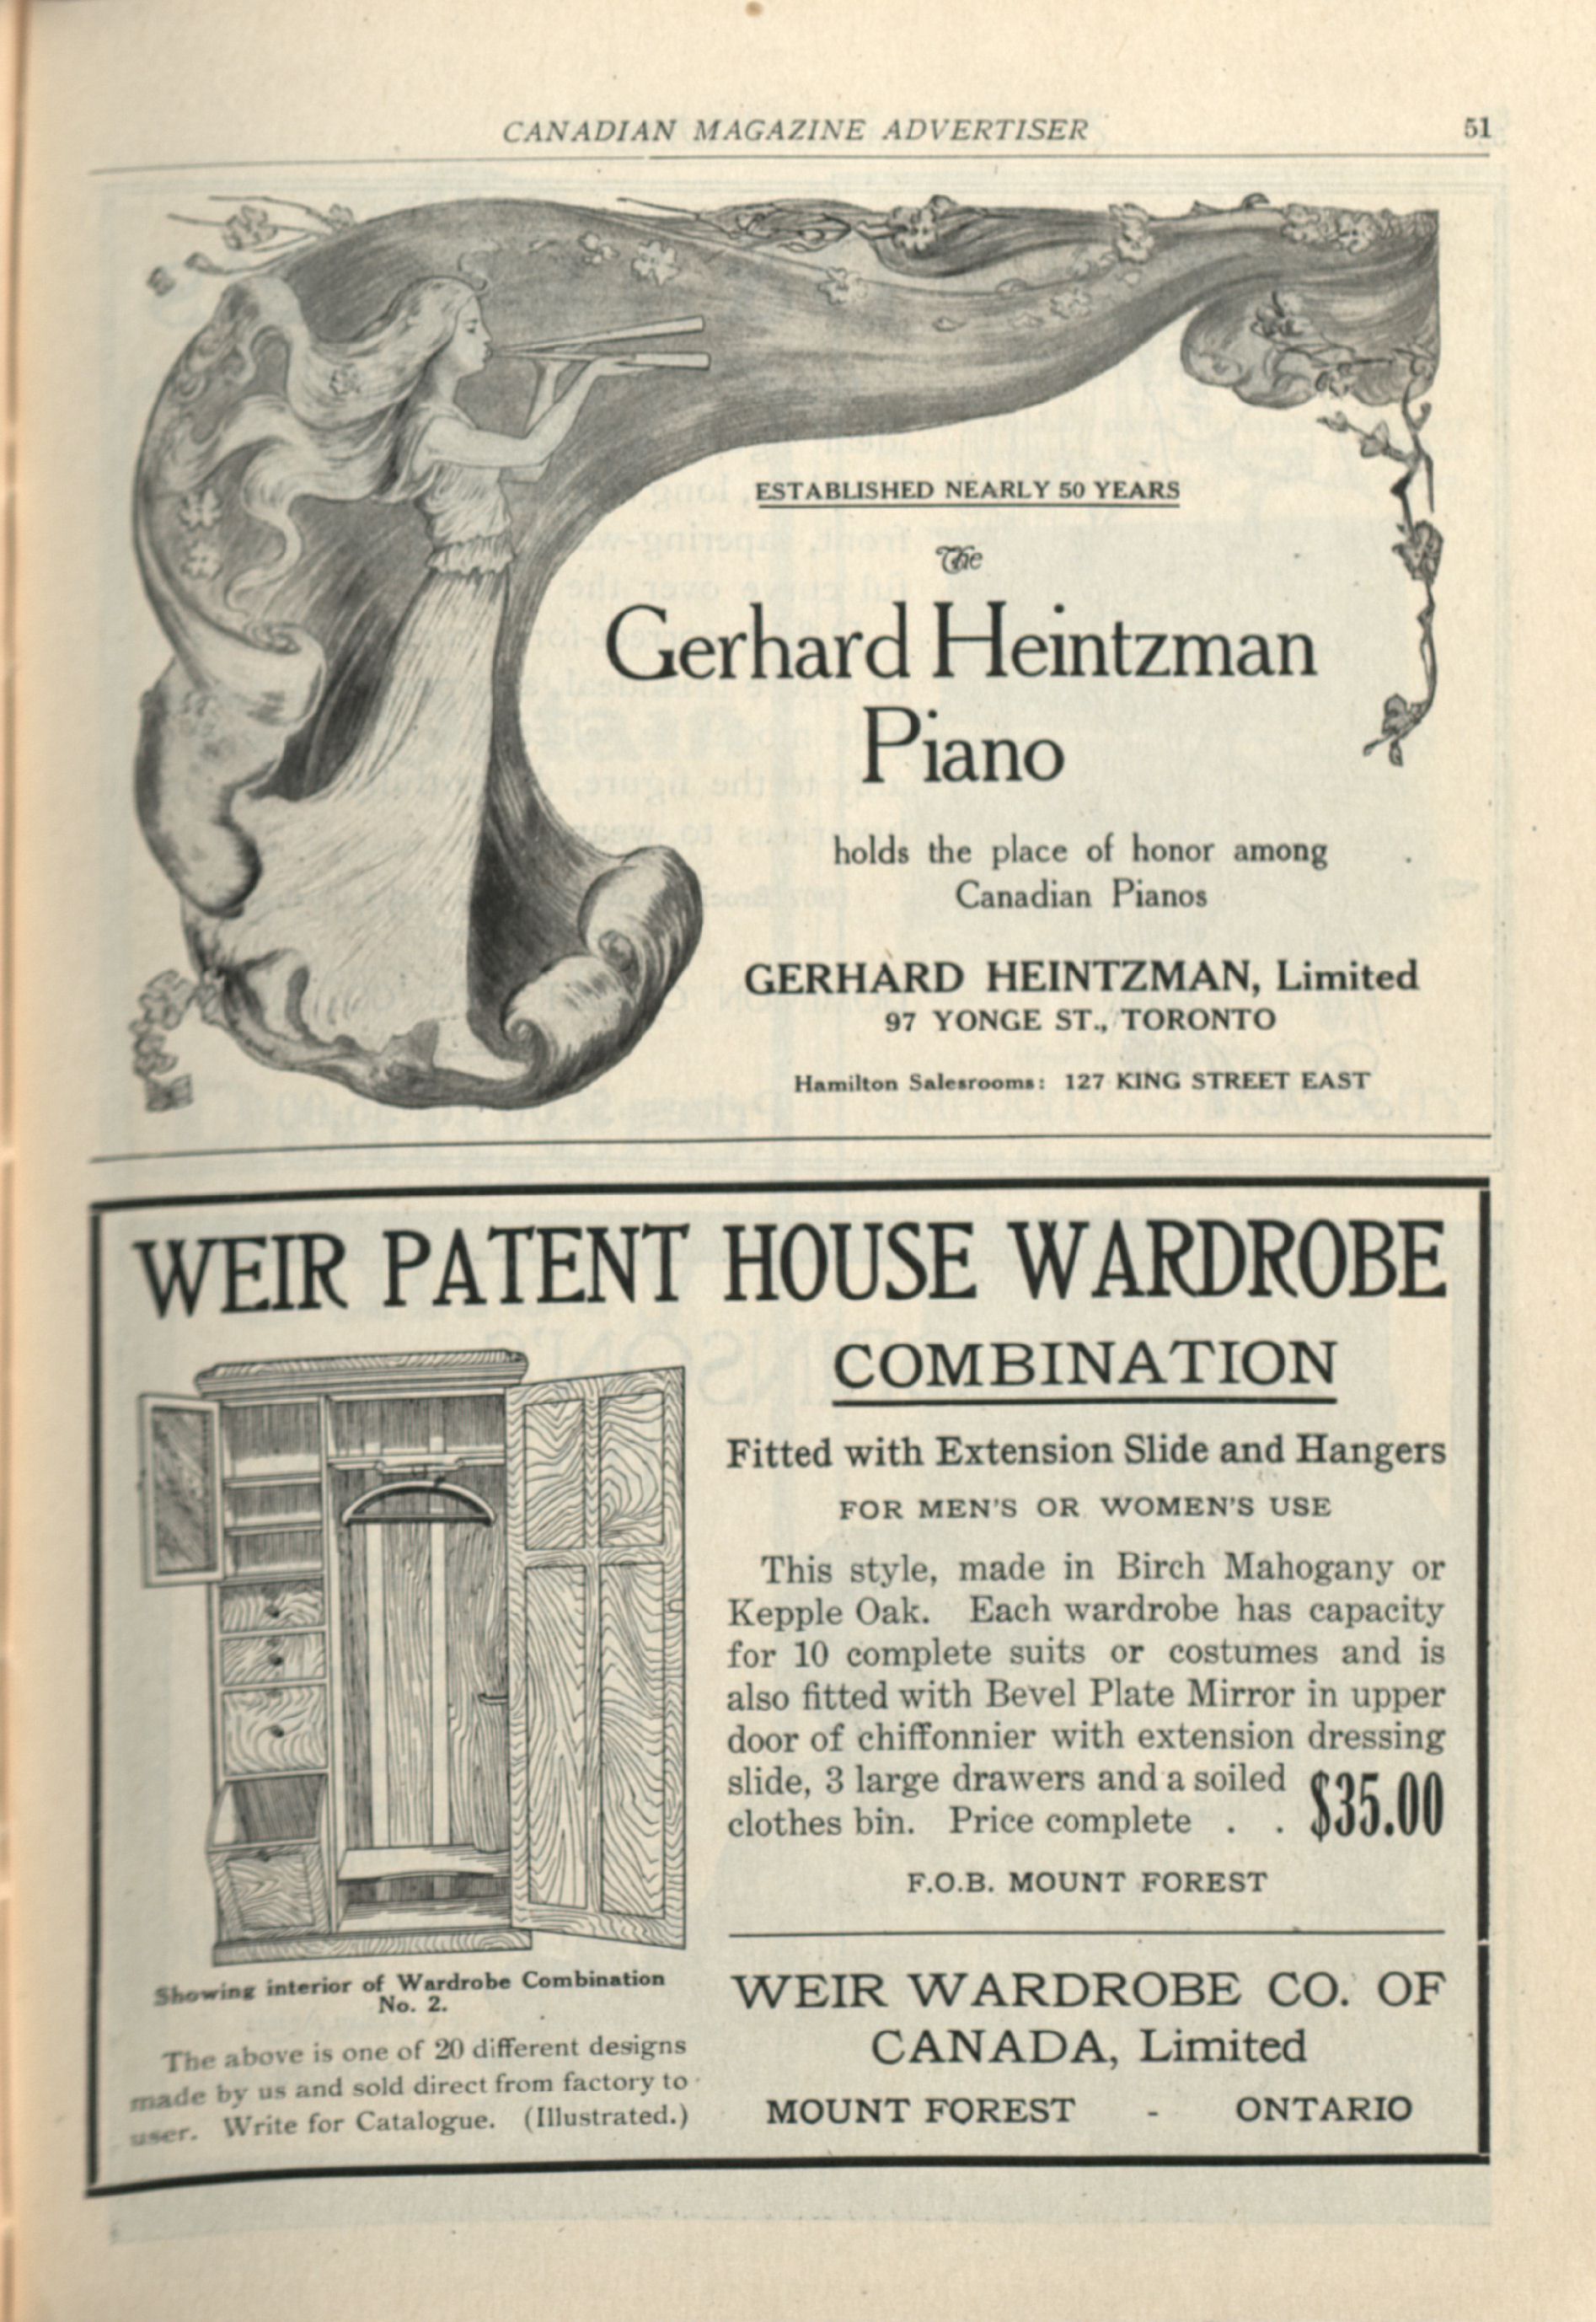 CANADIAN MAGAZINE ADVERTISER 51
ESTABLISHED NEARLY 50 YEARS
The
Gerhard Heintzman
Piano
holds the place of honor among
Canadian Pianos
GERHARD HEINTZMAN, Limited
97 YONGE ST., TORONTO
Hamilton Salesrooms: 127 KING STREET EAST
WEIR PATENT HOUSE WARDROBE
COMBINATION
Fitted with Extension Slide and Hangers
FOR MEN'S OR WOMEN'S USE
This style, made in Birch Mahogany or
Kepple Oak. Each wardrobe has capacity
for 10 complete suits or costumes and is
also fitted with Bevel Plate Mirror in upper
door of chiffonnier with extension dressing
slide, 3 large drawers and a soiled
clothes bin. Price complete . . $35.00
F.O.B. MOUNT FOREST
Showing interior of Wardrobe Combination
No. 2.
The above is one of 20 different designs
made by us and sold direct from factory to
user. Write for Catalogue. (Illustrated.)
WEIR WARDROBE CO. OF
CANADA, Limited
MOUNT FOREST - ONTARIO